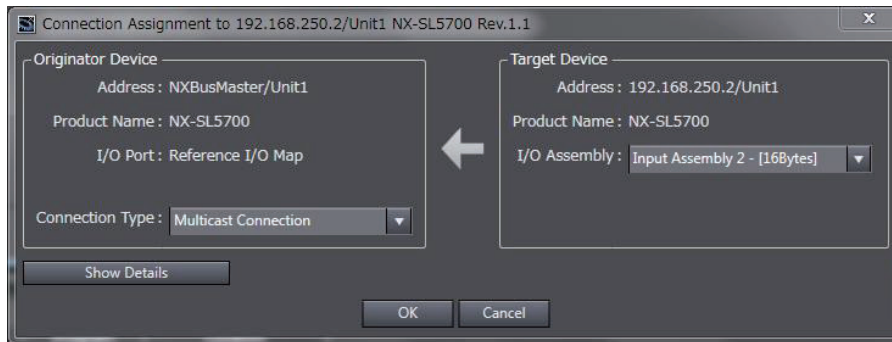 Connection Assignment to 192.168.250.2/Unit1 NX-SL5700 Rev.1.1
x
Originator Device
Address : NXBusMaster/Unit1
Product Name : NX-SL5700
I/O Port : Reference I/O Map
Connection Type : Multicast Connection
Target Device
Address : 192.168.250.2/Unit1
Product Name : NX-SL5700
I/O Assembly : Input Assembly 2 - [16Bytes]
Show Details
OK
Cancel